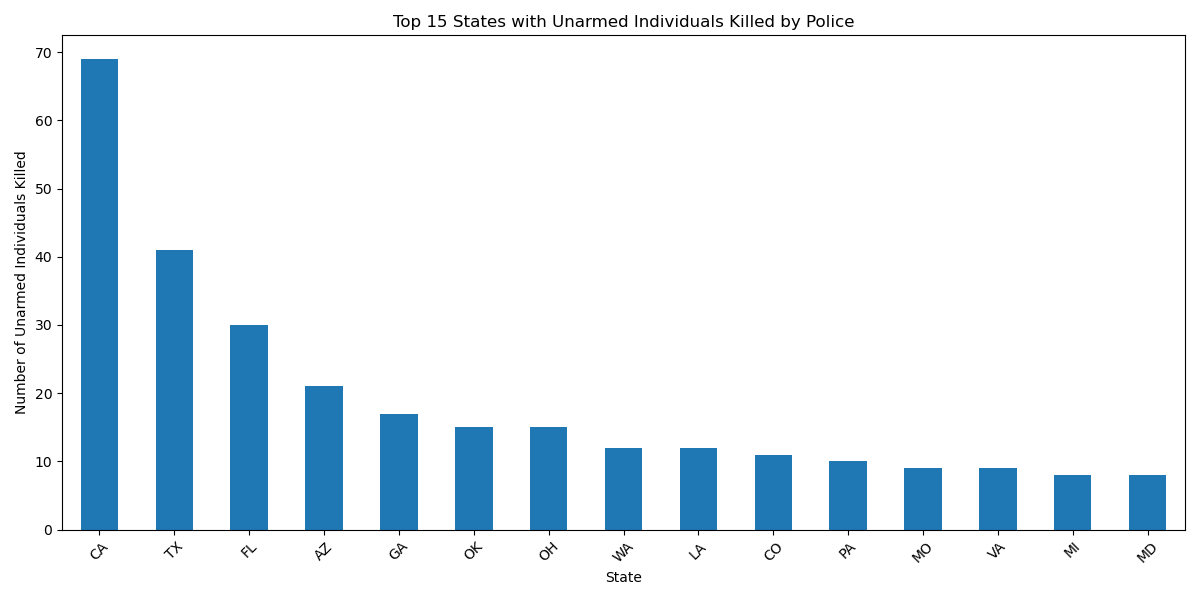 Top 15 States with Unarmed Individuals Killed by Police
Number of Unarmed Individuals Killed
70
60
50
40
30
20
10
0
CA TX FL AZ GA OK OH WA LA CO PA MO VA MI MD
State